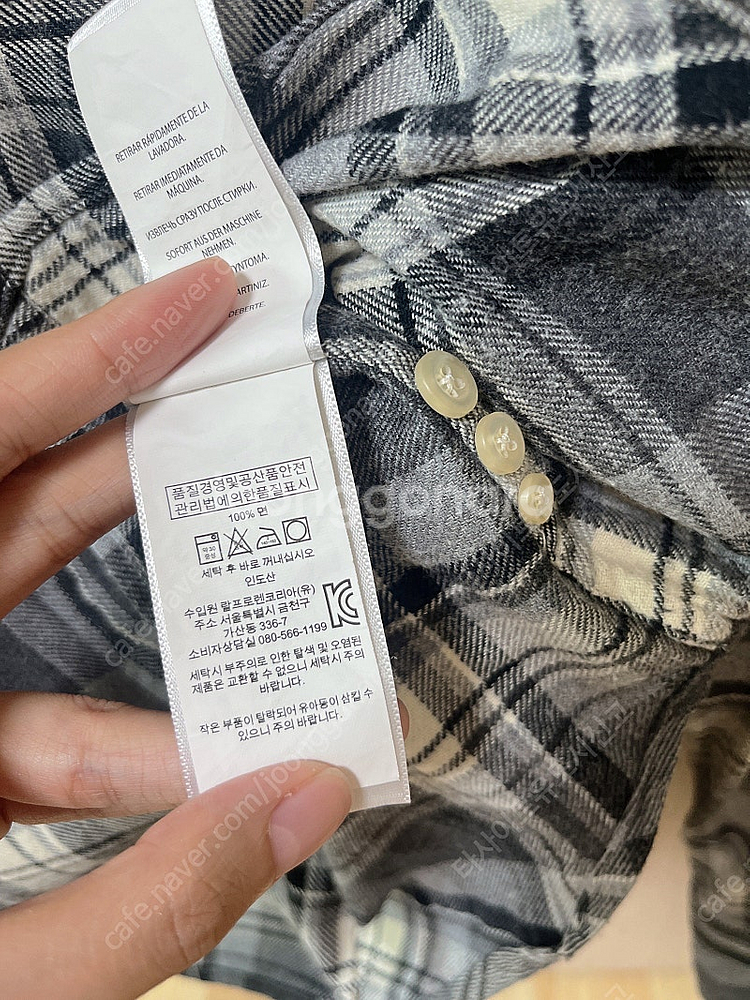 RETIRAR RÁPIDAMENTE DE LA
LAVADORA.
RETIRAR IMEDIATAMENTE DA
MÁQUINA.
ИЗВЛЕЧЬ СРАЗУ ПОСЛЕ СТИРКИ.
SOFORT AUS DER MASCHINE
NEHMEN.
품질경영및공산품안전
관리법에의한품질표시
100% 면
약 30
중성
세탁 후 바로 꺼내십시오
인도산
수입원 랄프로렌코리아(유)
주소 서울특별시 금천구
가산동 336-7
소비자상담실 080-566-1199
세탁시 부주의로 인한 탈색 및 오염된
제품은 교환할 수 없으니 세탁시 주의
바랍니다.
작은 부품이 탈락되어 유아동이 삼킬 수
있으니 주의 바랍니다.